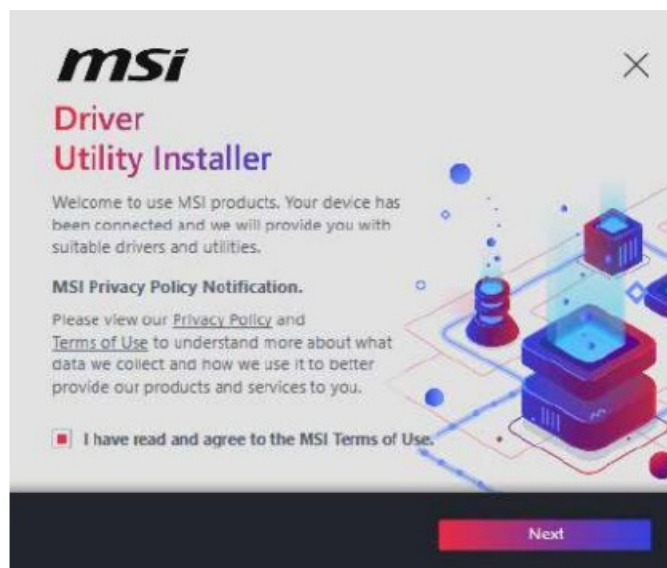 msi
Driver
Utility Installer
Welcome to use MSI products. Your device has
been connected and we will provide you with
suitable drivers and utilities.
MSI Privacy Policy Notification.
Please view our Privacy Policy and
Terms of Use to understand more about what
data we collect and how we use it to better
provide our products and services to you.
I have read and agree to the MSI Terms of Use.
Next